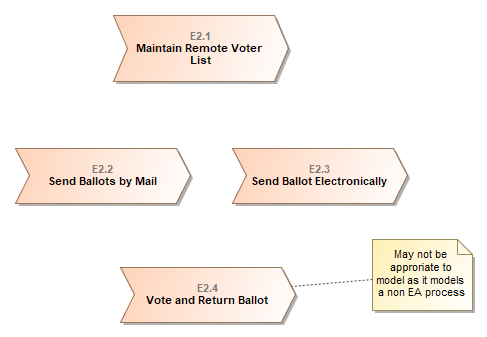 E2.1
Maintain Remote Voter
List
E2.2
Send Ballots by Mail
E2.3
Send Ballot Electronically
E2.4
Vote and Return Ballot
May not be
approriate to
model as it models
a non EA process